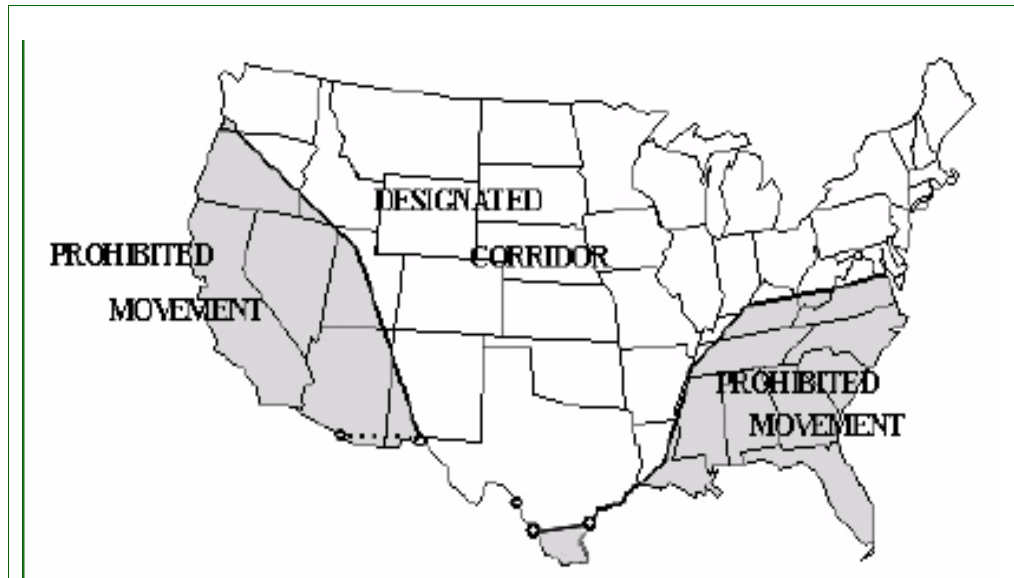 DESIGNATED
CORRIDOR
PROHIBITED
MOVEMENT
PROHIBITED
MOVEMENT